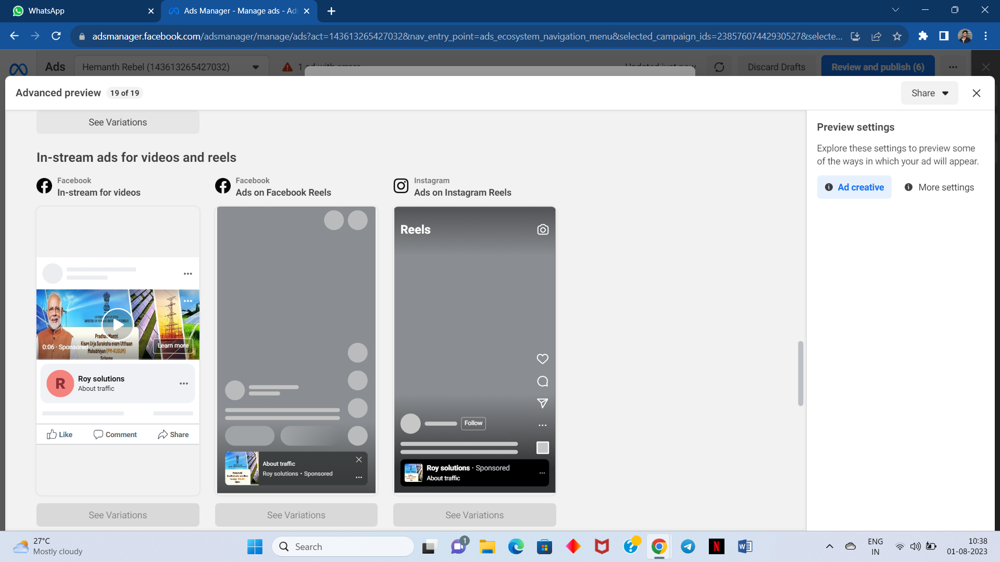 WhatsApp
Ads Manager - Manage ads - Ad
adsmanager.facebook.com/adsmanager/manage/ads?act=143613265427032&nav_entry_point=ads_ecosystem_navigation_menu&selected_campaign_ids=23857607442930527&selecte...
Ads
Hemanth Rebel (143613265427032)
1 ad with errors
Updated just now
Discard Drafts
Review and publish (6)
Advanced preview
19 of 19
Share
See Variations
In-stream ads for videos and reels
Facebook
In-stream for videos
Facebook
Ads on Facebook Reels
Instagram
Ads on Instagram Reels
GOVERNMENT OF INDIA
MINISTRY OF NEW AND RENEWABLE ENERGY
Pradhan Mantri
Kisan Urja Suraksha evam Utthaan
Mahabhiyan (PM-KUSUM)
Scheme
0:06 · Sponsored
Learn more
R
Roy solutions
About traffic
Like
Comment
Share
About traffic
Roy solutions • Sponsored
Reels
Follow
Roy solutions · Sponsored
About traffic
See Variations
See Variations
See Variations
Preview settings
Explore these settings to preview some
of the ways in which your ad will appear.
Ad creative
More settings
27°C
Mostly cloudy
Search
1
ENG
IN
10:38
01-08-2023